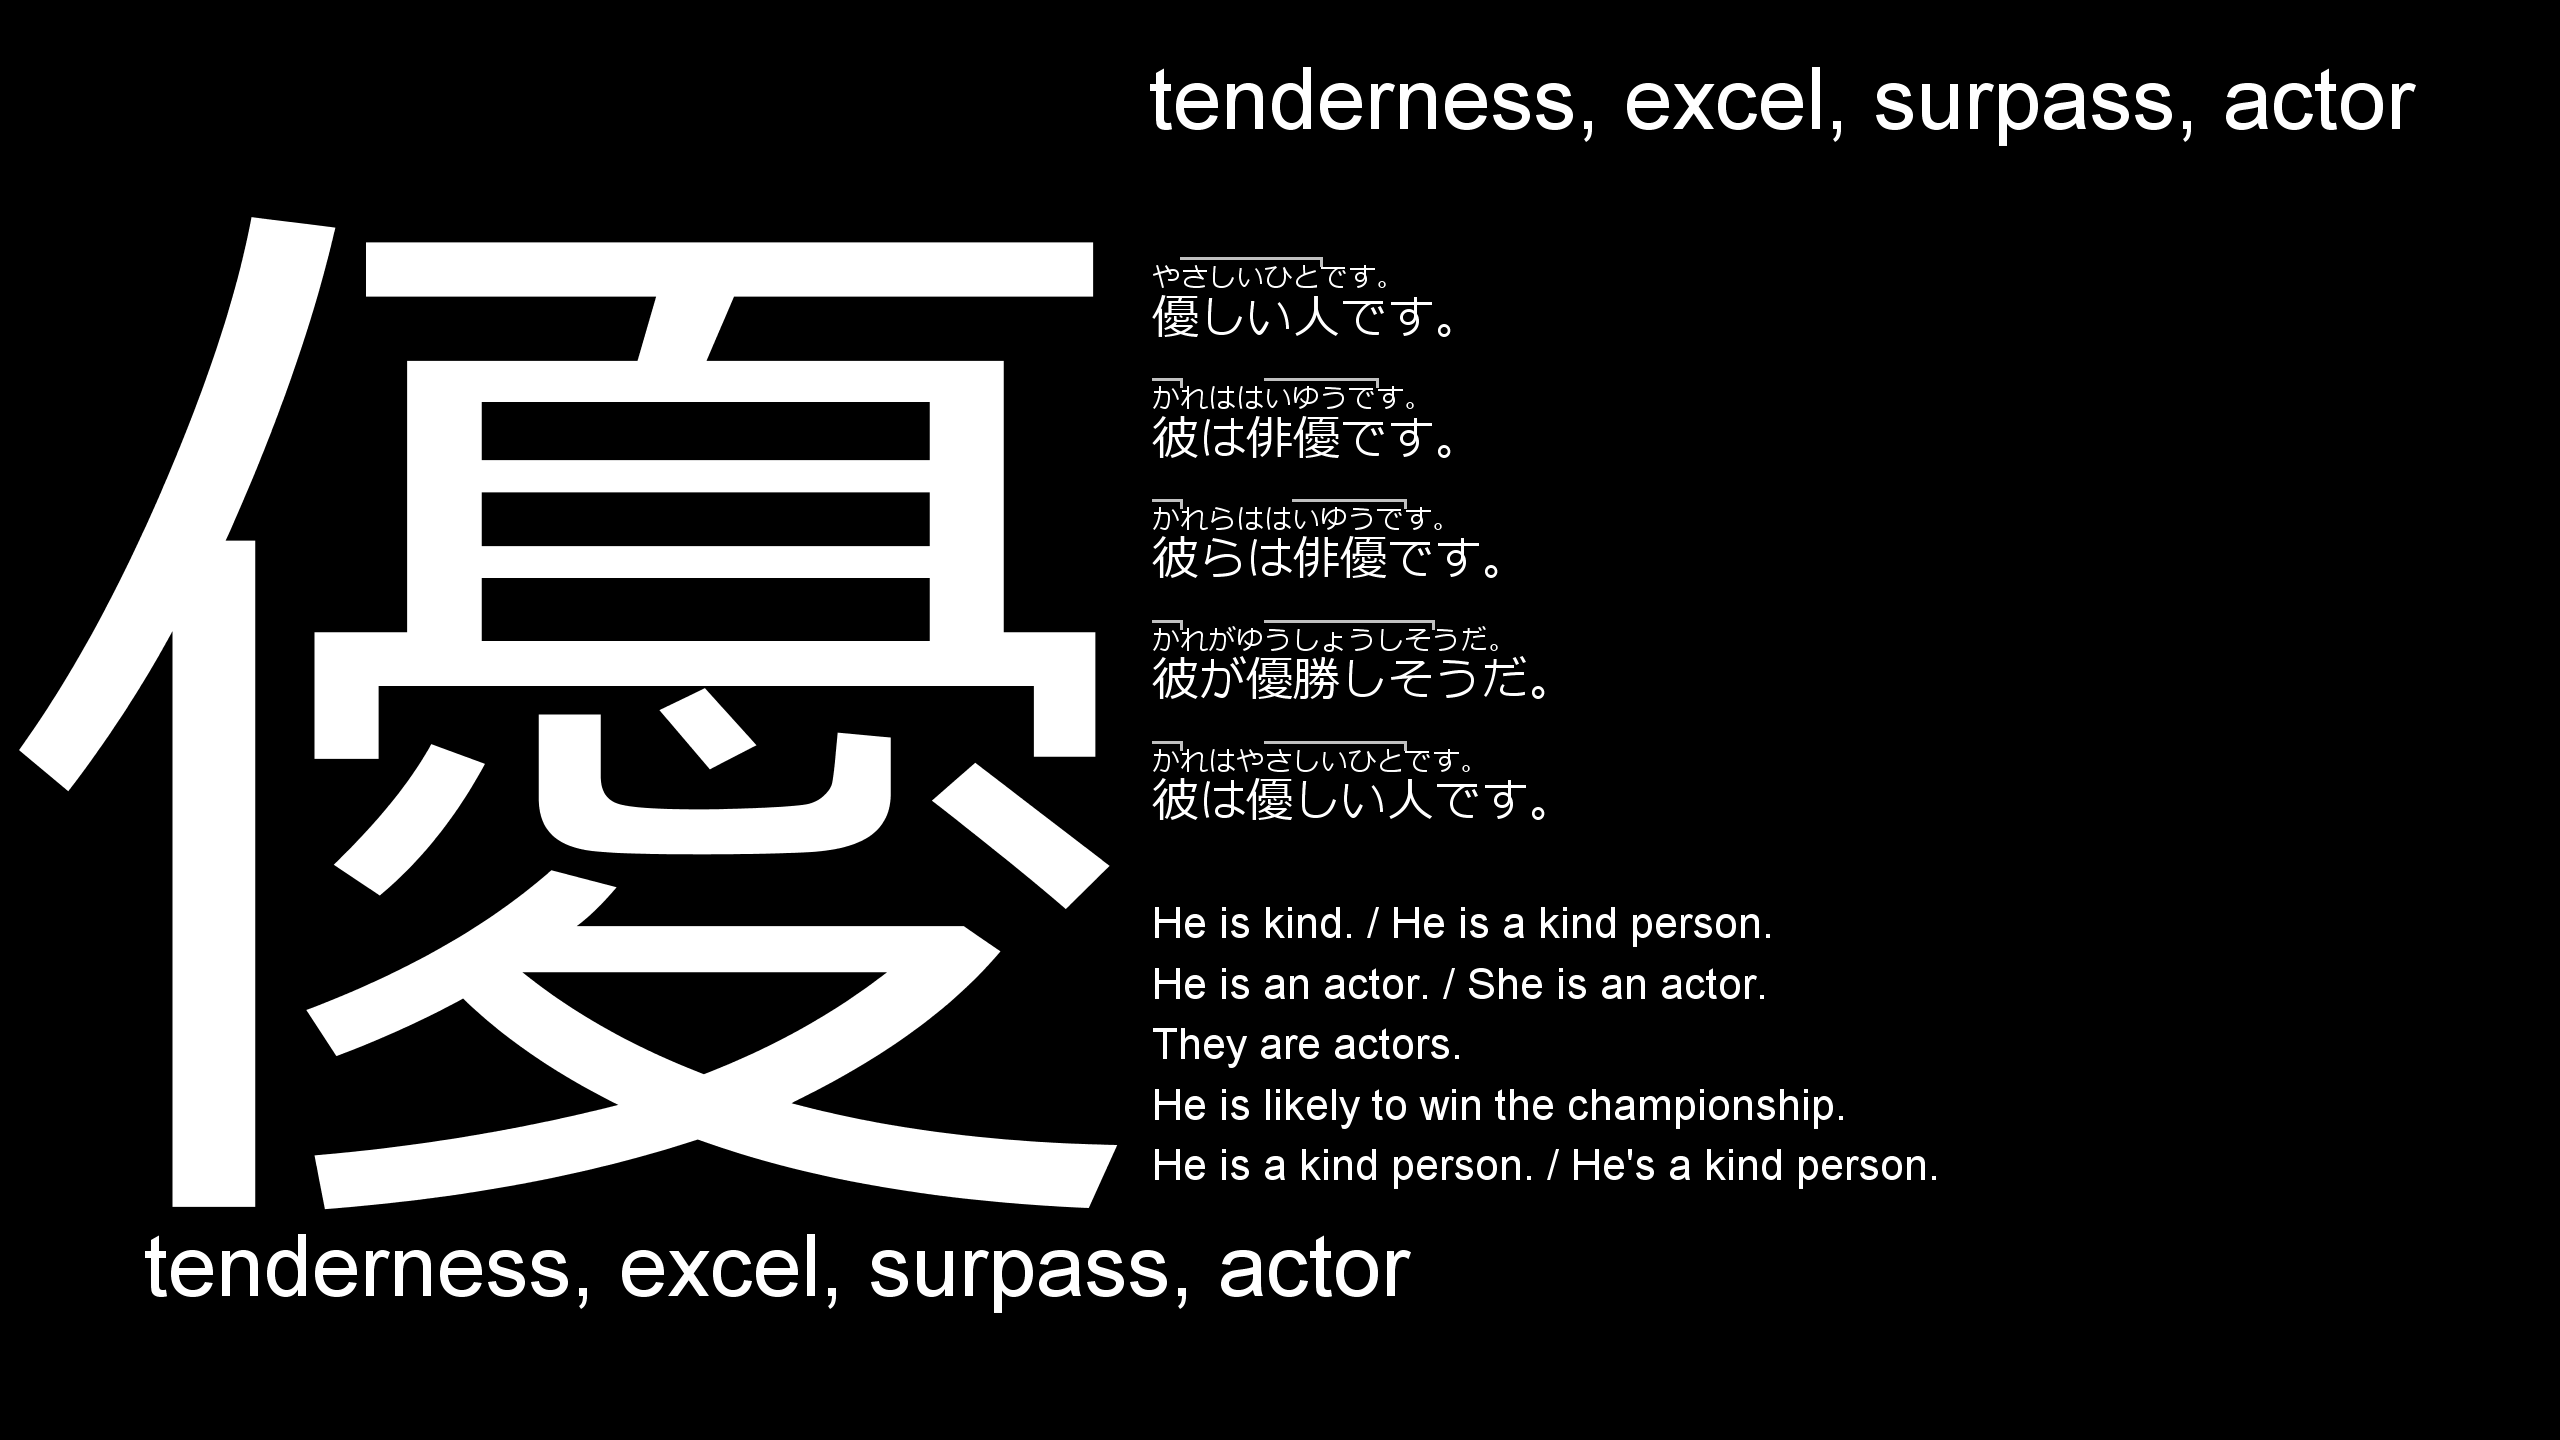 tenderness, excel, surpass, actor
優
やさしいひとです。
優しい人です。
かれははいゆうです。
彼は俳優です。
かれらははいゆうです。
彼らは俳優です。
かれがゆうしょうしそうだ。
彼が優勝しそうだ。
かれはやさしいひとです。
彼は優しい人です。
He is kind. / He is a kind person.
He is an actor. / She is an actor.
They are actors.
He is likely to win the championship.
He is a kind person. / He's a kind person.
tenderness, excel, surpass, actor